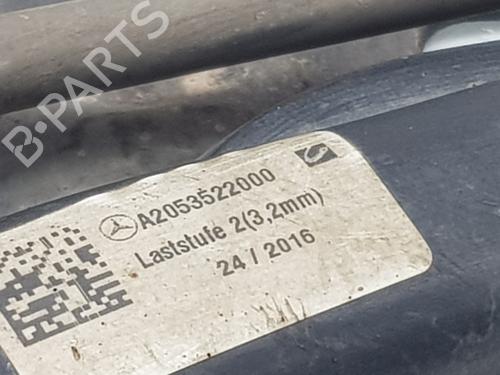 B-PARTS
A2053522000
Laststufe 2(3,2mm)
24 / 2016